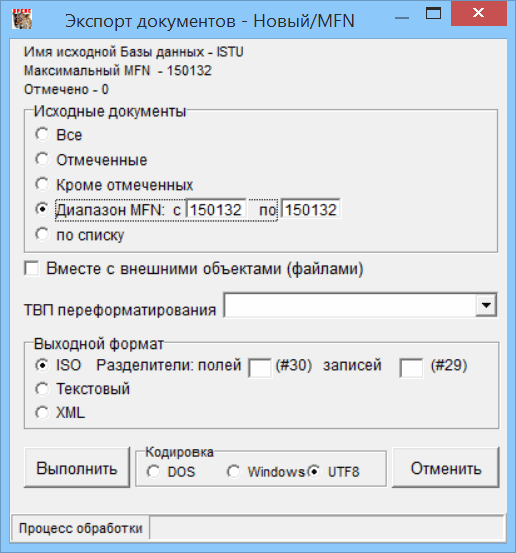 Экспорт документов - Новый/MFN
Имя исходной Базы данных - ISTU
Максимальный MFN - 150132
Отмечено - 0
Исходные документы
Все
Отмеченные
Кроме отмеченных
Диапазон MFN: с 150132 по 150132
по списку
Вместе с внешними объектами (файлами)
ТВП переформатирования
Выходной формат
ISO Разделители: полей (#30) записей (#29)
Текстовый
XML
Выполнить
Кодировка
DOS Windows UTF8
Отменить
Процесс обработки